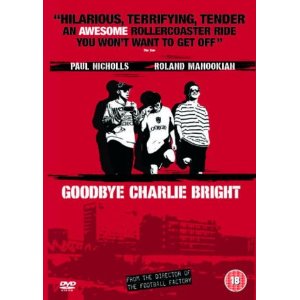 "HILARIOUS, TERRIFYING, TENDER
AN AWESOME ROLLERCOASTER RIDE
YOU WON'T WANT TO GET OFF"
PAUL NICHOLLS ROLAND MANOOKIAN
GOODBYE CHARLIE BRIGHT
FROM THE DIRECTOR OF
THE FOOTBALL FACTORY
DVD
18